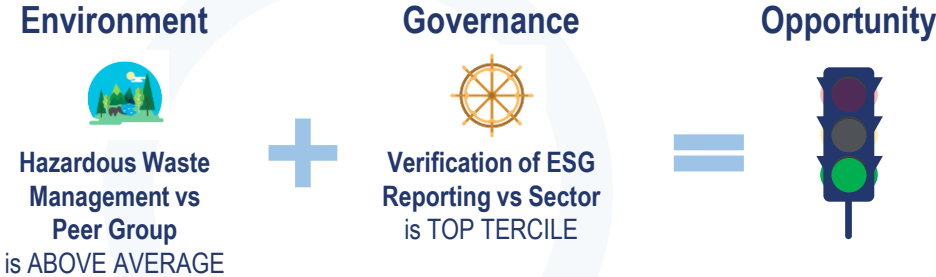 Environment
Governance
Opportunity
Hazardous Waste
Management vs
Peer Group
is ABOVE AVERAGE
Verification of ESG
Reporting vs Sector
is TOP TERCILE